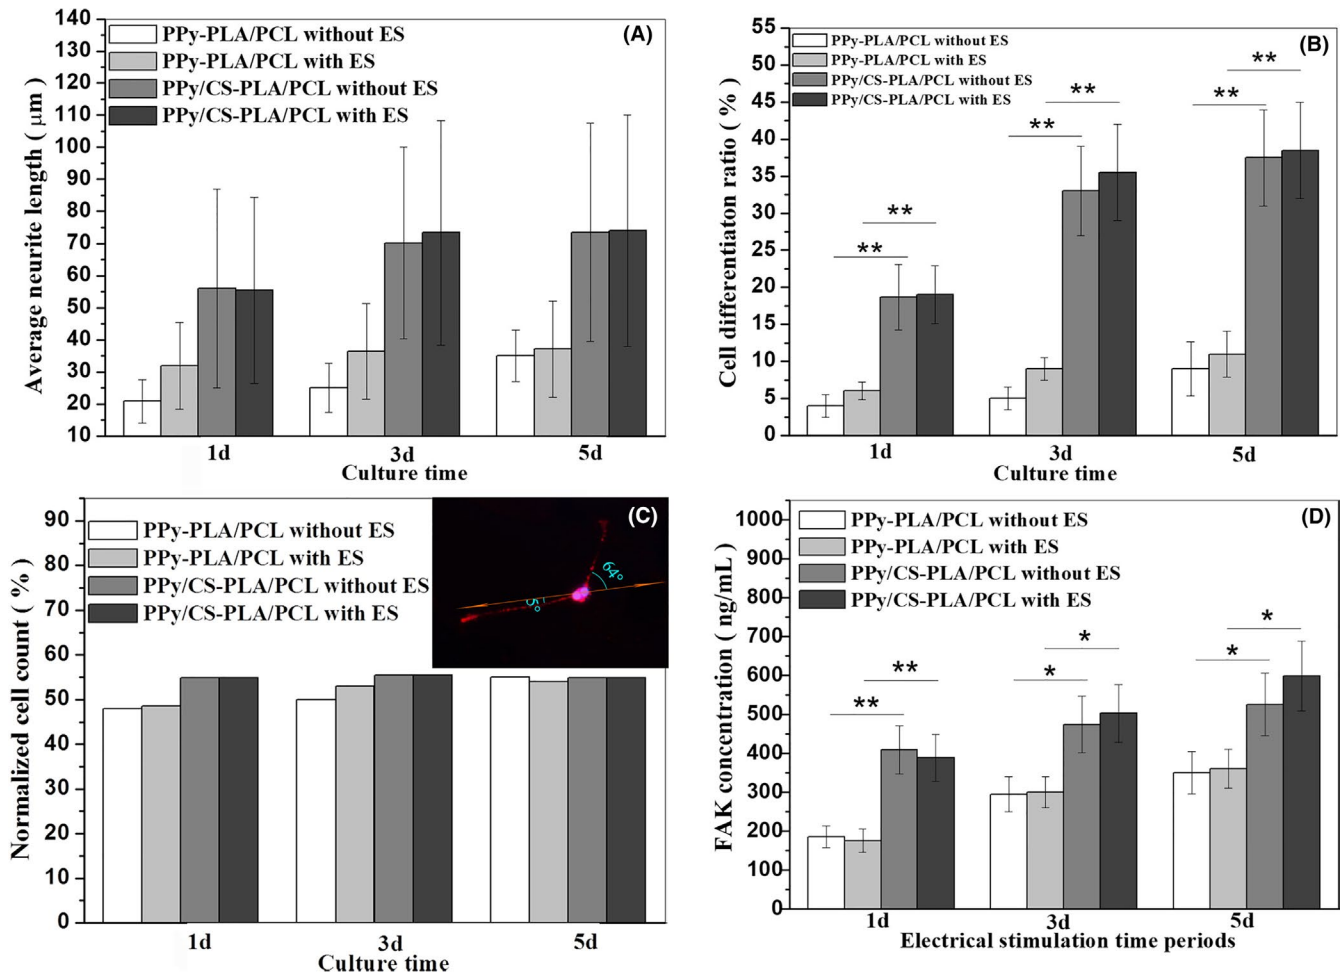 (A)
PPy-PLA/PCL without ES
PPy-PLA/PCL with ES
PPy/CS-PLA/PCL without ES
PPy/CS-PLA/PCL with ES
Average neurite length ( μm )
140
130
120
110
100
90
80
70
60
50
40
30
20
10
1d
3d
5d
Culture time
(B)
PPy-PLA/PCL without ES
PPy-PLA/PCL with ES
PPy/CS-PLA/PCL without ES
PPy/CS-PLA/PCL with ES
Cell differentiaton ratio ( % )
55
50
45
40
35
30
25
20
15
10
5
0
**
**
**
**
**
**
1d
3d
5d
Culture time
(C)
PPy-PLA/PCL without ES
PPy-PLA/PCL with ES
PPy/CS-PLA/PCL without ES
PPy/CS-PLA/PCL with ES
64°
5°
Normalized cell count ( % )
90
80
70
60
50
40
30
20
10
0
1d
3d
5d
Culture time
(D)
PPy-PLA/PCL without ES
PPy-PLA/PCL with ES
PPy/CS-PLA/PCL without ES
PPy/CS-PLA/PCL with ES
FAK concentration ( ng/mL )
1000
900
800
700
600
500
400
300
200
100
0
**
**
*
*
*
*
1d
3d
5d
Electrical stimulation time periods